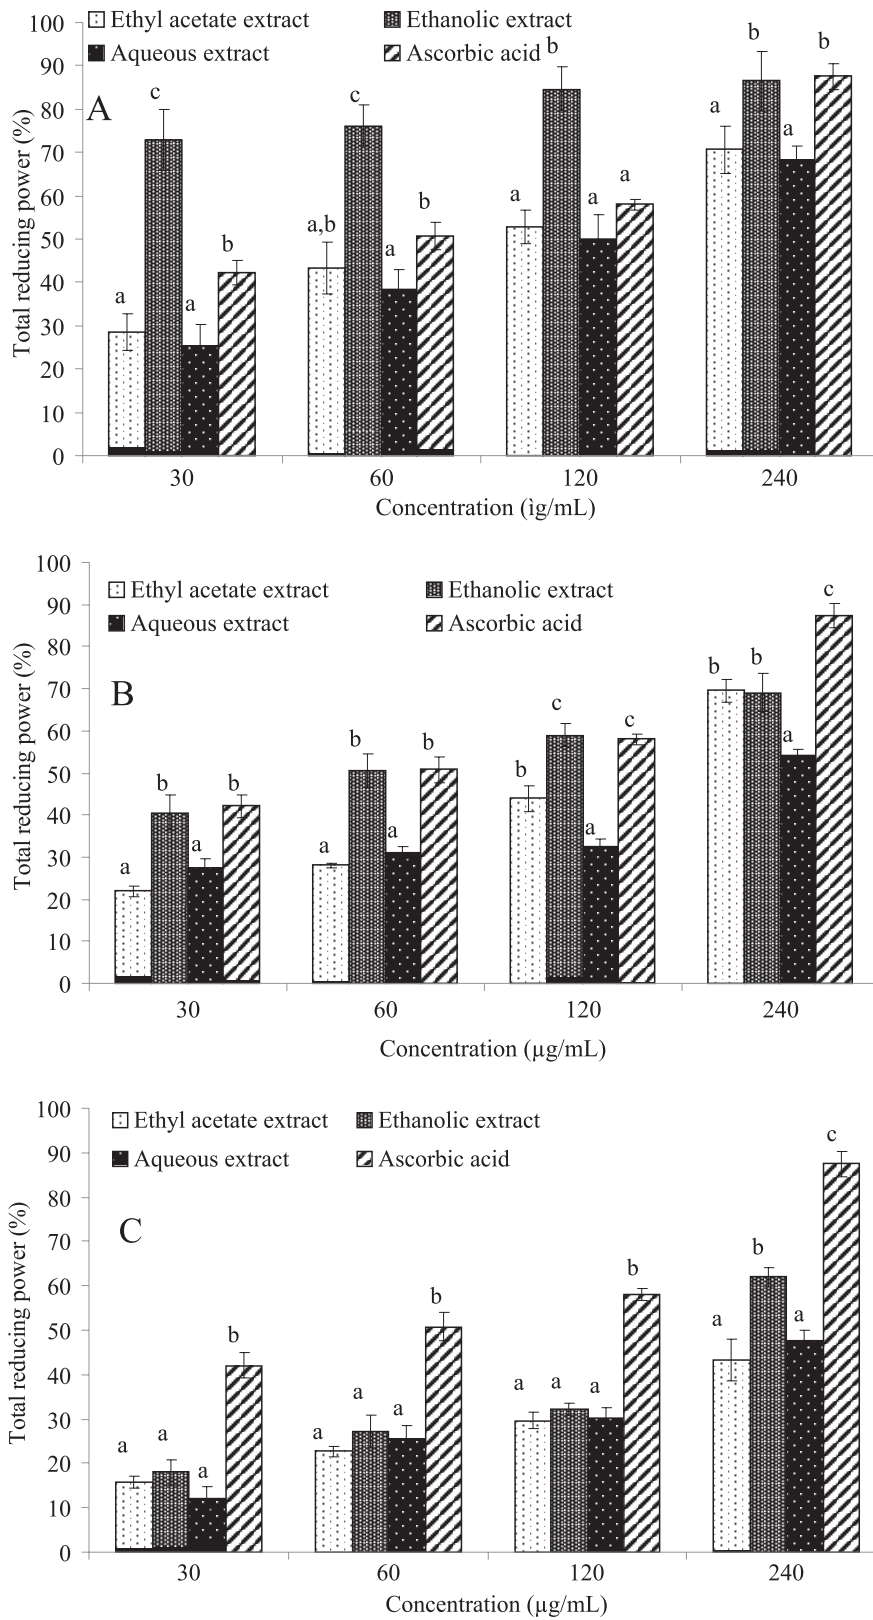 100
Ethyl acetate extract
Ethanolic extract
Aqueous extract
Ascorbic acid
A
Total reducing power (%)
90
80
70
60
50
40
30
20
10
0
a
c
a
b
a,b
c
a
b
a
b
a
a
a
b
a
b
30
60
120
240
Concentration (ìg/mL)
100
Ethyl acetate extract
Ethanolic extract
Aqueous extract
Ascorbic acid
B
Total reducing power (%)
90
80
70
60
50
40
30
20
10
0
a
b
a
b
a
b
a
b
b
c
a
c
b
b
a
c
30
60
120
240
Concentration (µg/mL)
100
Ethyl acetate extract
Ethanolic extract
Aqueous extract
Ascorbic acid
C
Total reducing power (%)
90
80
70
60
50
40
30
20
10
0
a
a
a
b
a
a
a
b
a
a
a
b
a
b
a
c
30
60
120
240
Concentration (µg/mL)